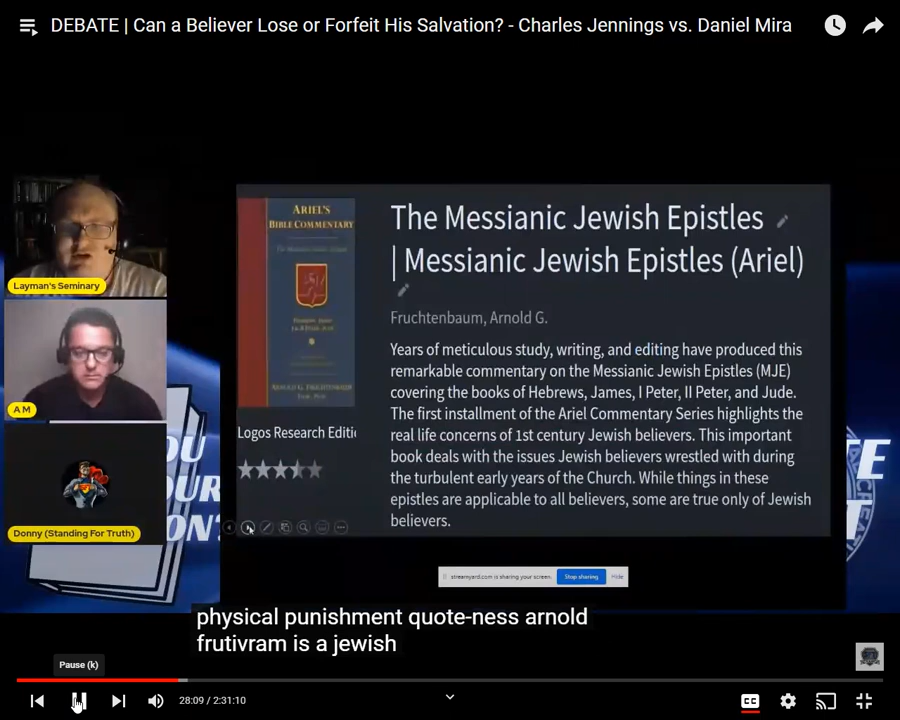 DEBATE | Can a Believer Lose or Forfeit His Salvation? - Charles Jennings vs. Daniel Mira
Layman's Seminary
A M
Donny (Standing For Truth)
ARIEL'S
BIBLE COMMENTARY
Logos Research Editi
The Messianic Jewish Epistles
| Messianic Jewish Epistles (Ariel)
Fruchtenbaum, Arnold G.
Years of meticulous study, writing, and editing have produced this
remarkable commentary on the Messianic Jewish Epistles (MJE)
covering the books of Hebrews, James, I Peter, II Peter, and Jude.
The first installment of the Ariel Commentary Series highlights the
real life concerns of 1st century Jewish believers. This important
book deals with the issues Jewish believers wrestled with during
the turbulent early years of the Church. While things in these
epistles are applicable to all believers, some are true only of Jewish
believers.
OU
OUR
ON?
E
T
streamyard.com is sharing your screen.
Stop sharing
Hide
physical punishment quote-ness arnold
frutivram is a jewish
Pause (k)
28:09 / 2:31:10
CC